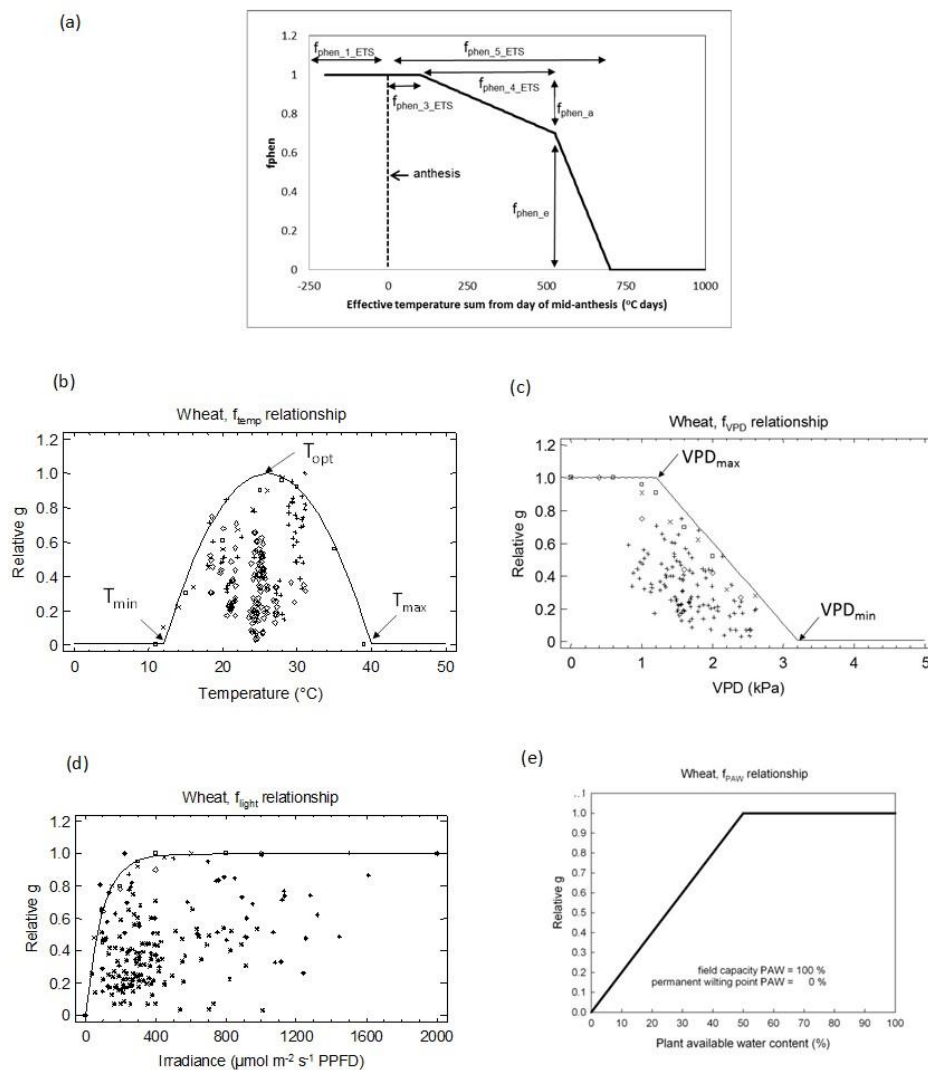 (a)
1.2
1
0.8
0.6
0.4
0.2
0
fphen
fphen_1_ETS
fphen_5_ETS
fphen_3_ETS
fphen_4_ETS
fphen_a
fphen_e
anthesis
-250 0 250 500 750 1000
Effective temperature sum from day of mid-anthesis (°C days)
(b)
Wheat, ftemp relationship
1.2
1.0
0.8
0.6
0.4
0.2
0
Relative g
Topt
Tmin
Tmax
0 10 20 30 40 50
Temperature (°C)
(c)
Wheat, fVPD relationship
1.2
1.0
0.8
0.6
0.4
0.2
0
Relative g
VPDmax
VPDmin
0 1 2 3 4 5
VPD (kPa)
(d)
Wheat, flight relationship
1.2
1.0
0.8
0.6
0.4
0.2
0
Relative g
0 400 800 1200 1600 2000
Irradiance (µmol m⁻² s⁻¹ PPFD)
(e)
Wheat, fPAW relationship
1.0
0.9
0.8
0.7
0.6
0.5
0.4
0.3
0.2
0.1
0.0
Relative g
field capacity PAW = 100 %
permanent wilting point PAW = 0 %
0 10 20 30 40 50 60 70 80 90 100
Plant available water content (%)